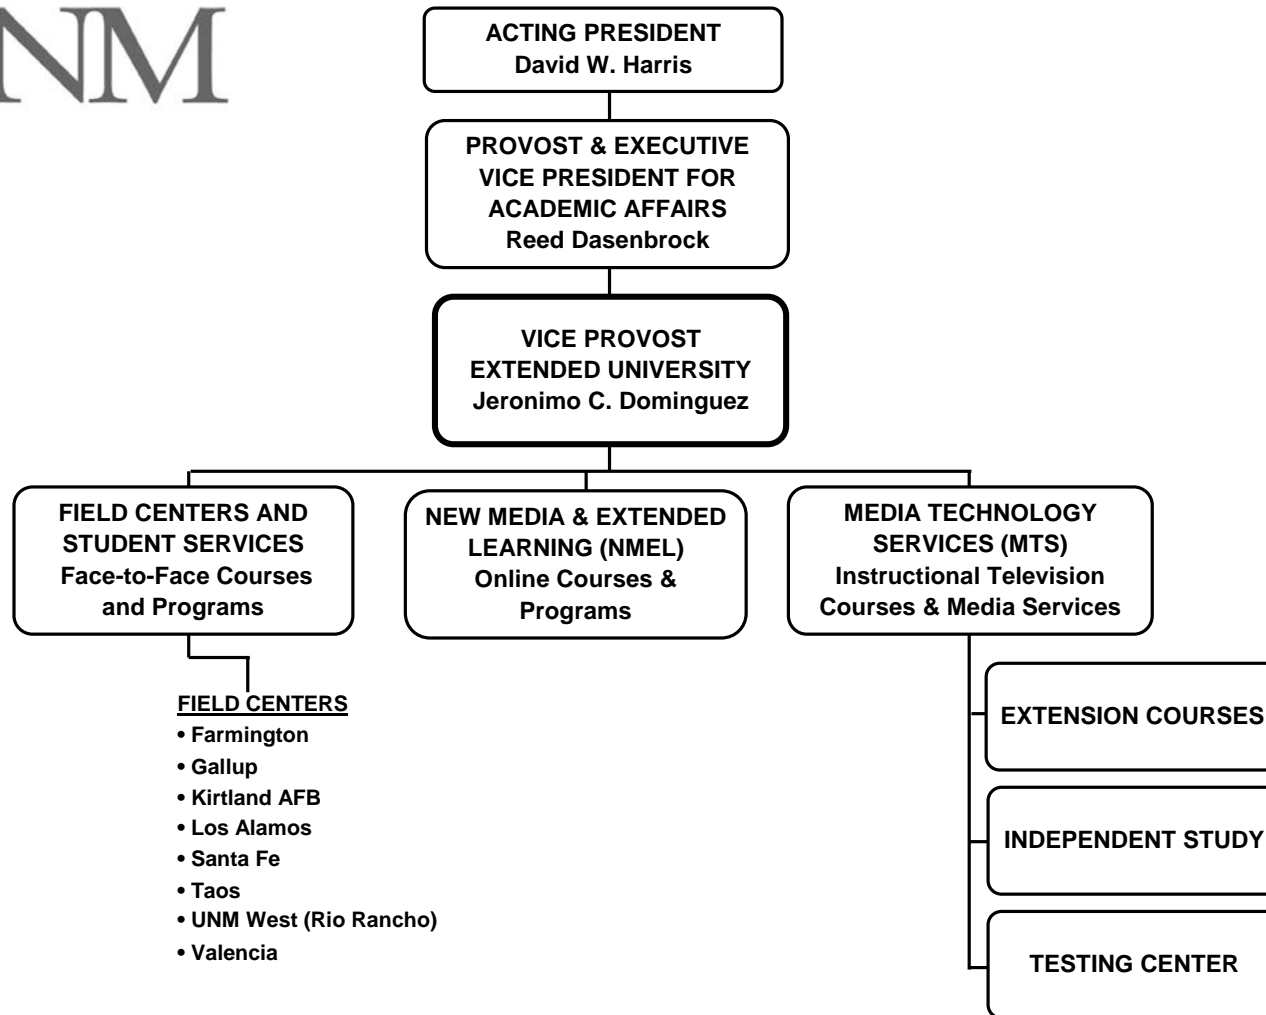 NM
ACTING PRESIDENT
David W. Harris
PROVOST & EXECUTIVE
VICE PRESIDENT FOR
ACADEMIC AFFAIRS
Reed Dasenbrock
VICE PROVOST
EXTENDED UNIVERSITY
Jeronimo C. Dominguez
FIELD CENTERS AND
STUDENT SERVICES
Face-to-Face Courses
and Programs
NEW MEDIA & EXTENDED
LEARNING (NMEL)
Online Courses &
Programs
MEDIA TECHNOLOGY
SERVICES (MTS)
Instructional Television
Courses & Media Services
FIELD CENTERS
• Farmington
• Gallup
• Kirtland AFB
• Los Alamos
• Santa Fe
• Taos
• UNM West (Rio Rancho)
• Valencia
EXTENSION COURSES
INDEPENDENT STUDY
TESTING CENTER